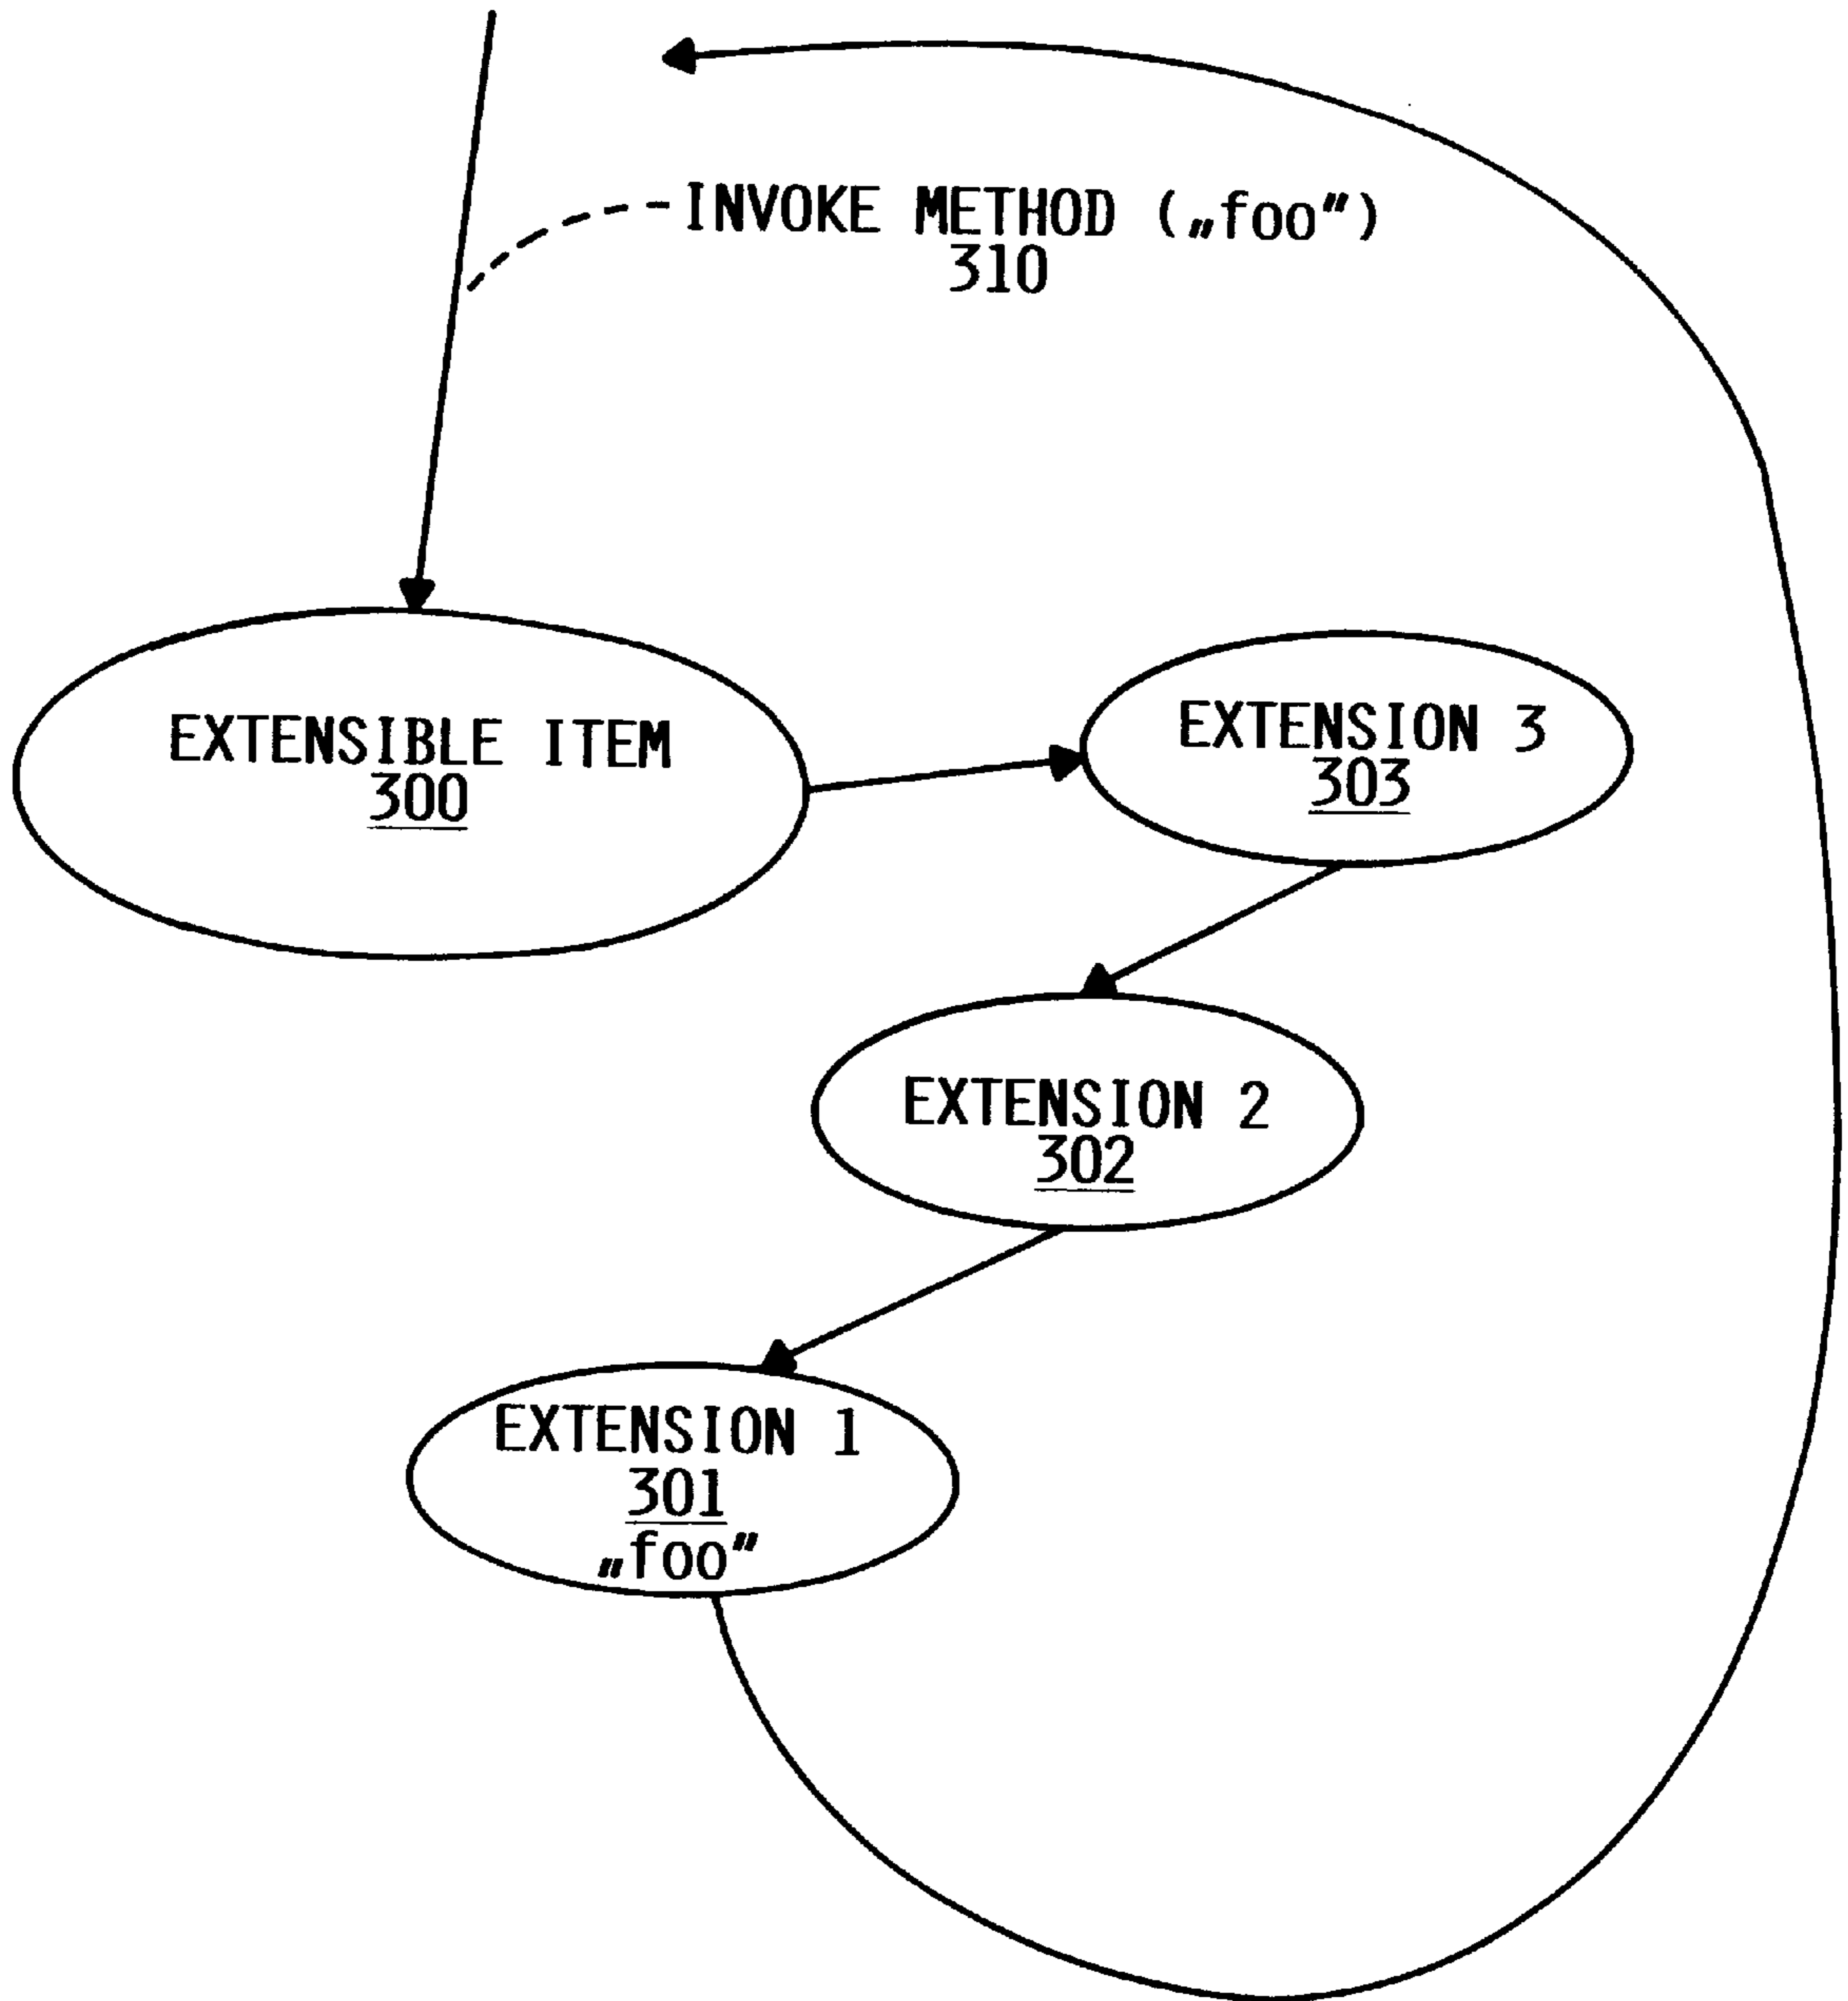 INVOKE METHOD („foo”)
310
EXTENSIBLE ITEM
300
EXTENSION 3
303
EXTENSION 2
302
EXTENSION 1
301
„foo”